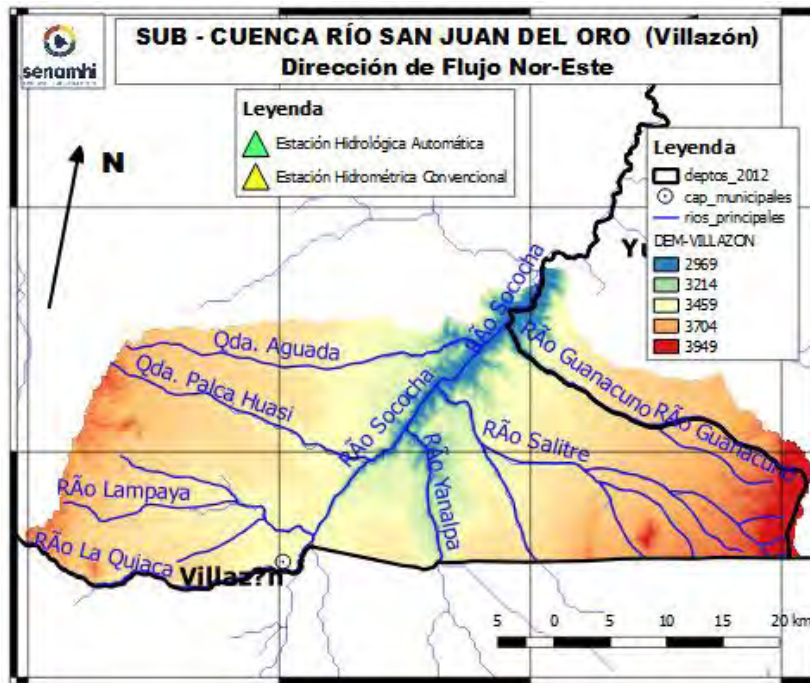 SUB - CUENCA RÍO SAN JUAN DEL ORO (Villazón)
Dirección de Flujo Nor-Este
senamhi
Leyenda
Estación Hidrológica Automática
Estación Hidrométrica Convencional
N
Leyenda
deptos_2012
cap_municipales
rios_principales
DEM-VILLAZON
2969
3214
3459
3704
3949
Yu
RÃo Sococha
RÃo Sococha
Qda. Aguada
Qda. Palca Huasi
RÃo Guanacuno
RÃo Guanacuno
RÃo Salitre
RÃo Yanalpa
RÃo Lampaya
RÃo La Quiaca
Villaz?n
5 0 5 10 15 20 km